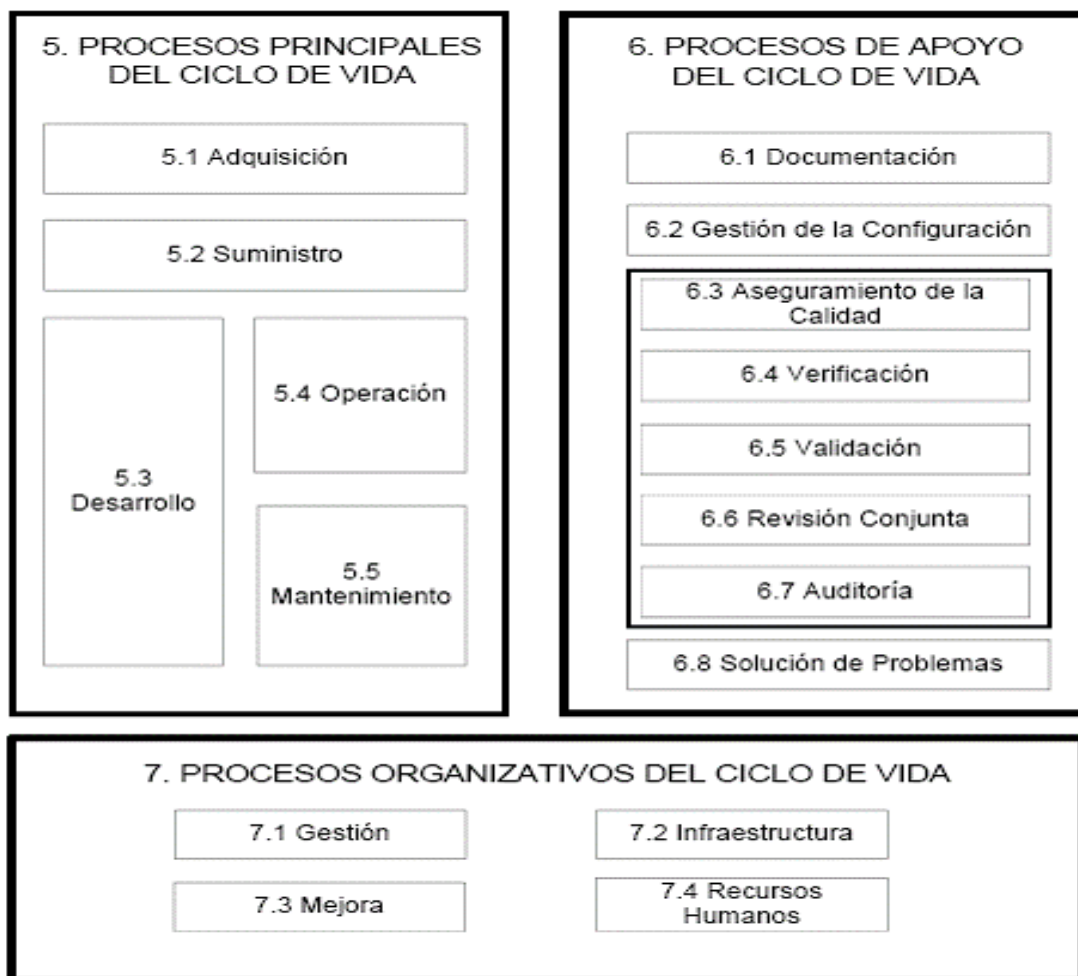 5. PROCESOS PRINCIPALES
DEL CICLO DE VIDA
5.1 Adquisición
5.2 Suministro
5.3
Desarrollo
5.4 Operación
5.5
Mantenimiento
6. PROCESOS DE APOYO
DEL CICLO DE VIDA
6.1 Documentación
6.2 Gestión de la Configuración
6.3 Aseguramiento de la
Calidad
6.4 Verificación
6.5 Validación
6.6 Revisión Conjunta
6.7 Auditoría
6.8 Solución de Problemas
7. PROCESOS ORGANIZATIVOS DEL CICLO DE VIDA
7.1 Gestión
7.2 Infraestructura
7.3 Mejora
7.4 Recursos
Humanos